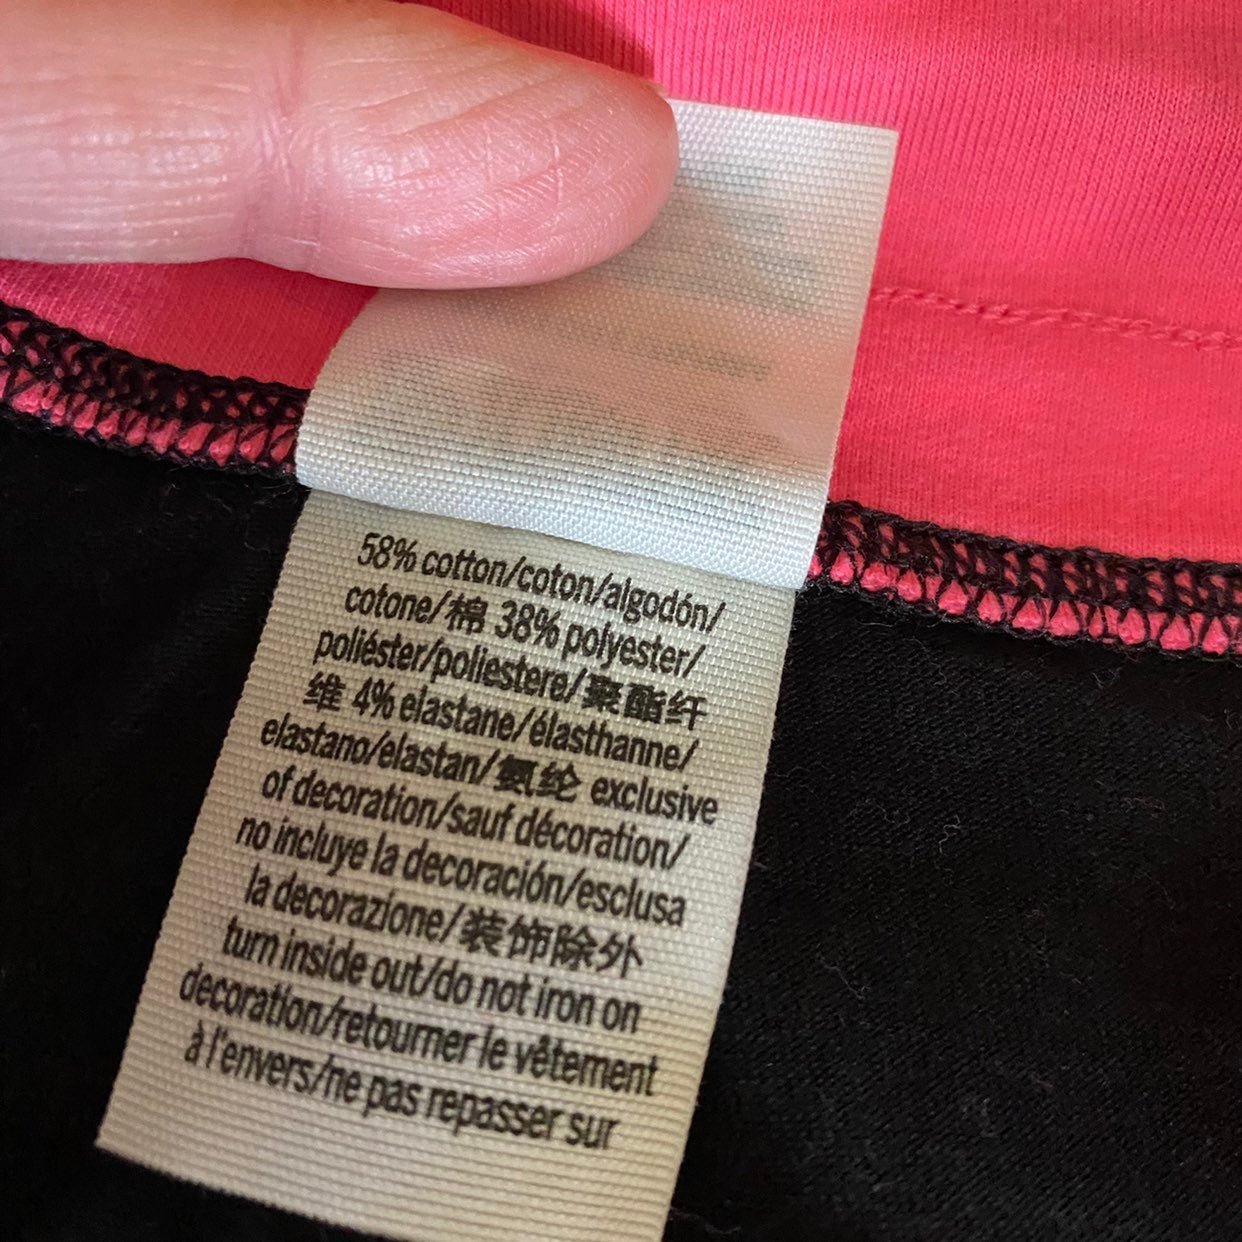 58% cotton/coton/algodón/
cotone/棉 38% polyester/
poliéster/poliestere/聚酯纤
维 4% elastane/élasthanne/
elastano/elastan/氨纶 exclusive
of decoration/sauf décoration/
no incluye la decoración/esclusa
la decorazione/装饰除外
turn inside out/do not iron on
decoration/retourner le vêtement
à l'envers/ne pas repasser sur